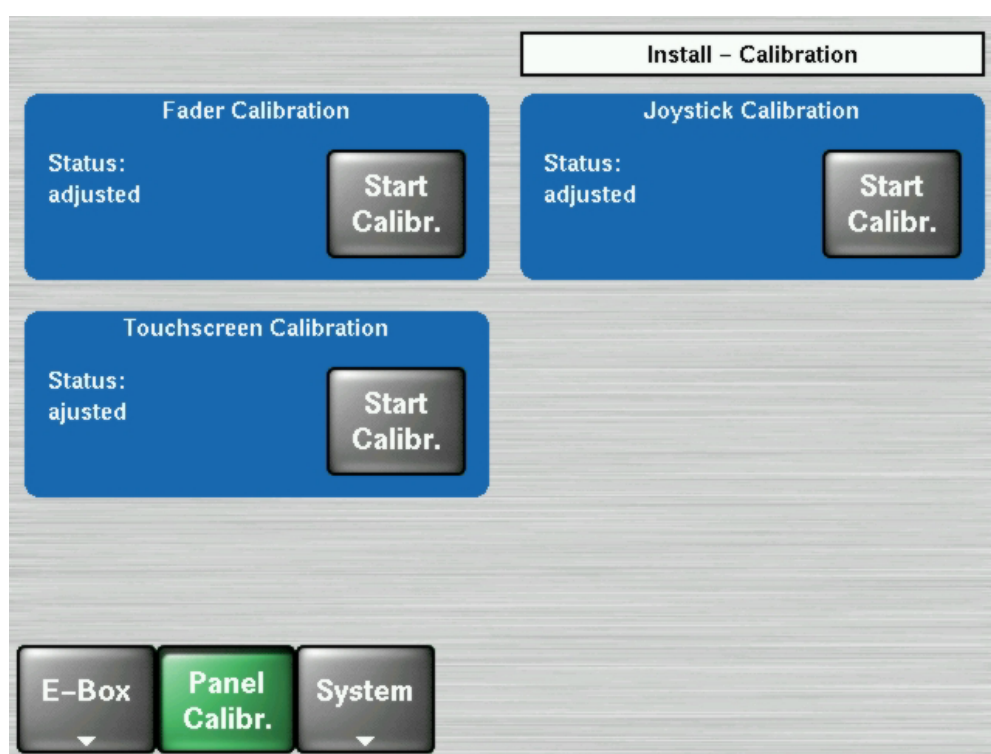 Install – Calibration
Fader Calibration
Status:
adjusted
Start
Calibr.
Joystick Calibration
Status:
adjusted
Start
Calibr.
Touchscreen Calibration
Status:
ajusted
Start
Calibr.
E–Box
Panel
Calibr.
System